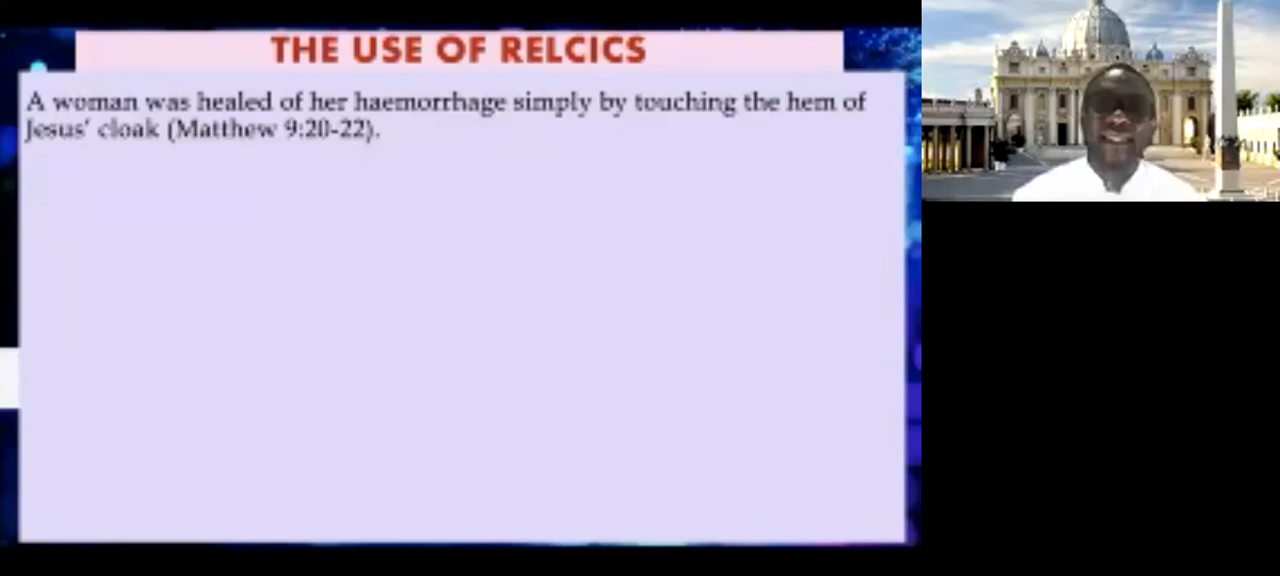 THE USE OF RELCICS
A woman was healed of her haemorrhage simply by touching the hem of
Jesus' cloak (Matthew 9:20-22).